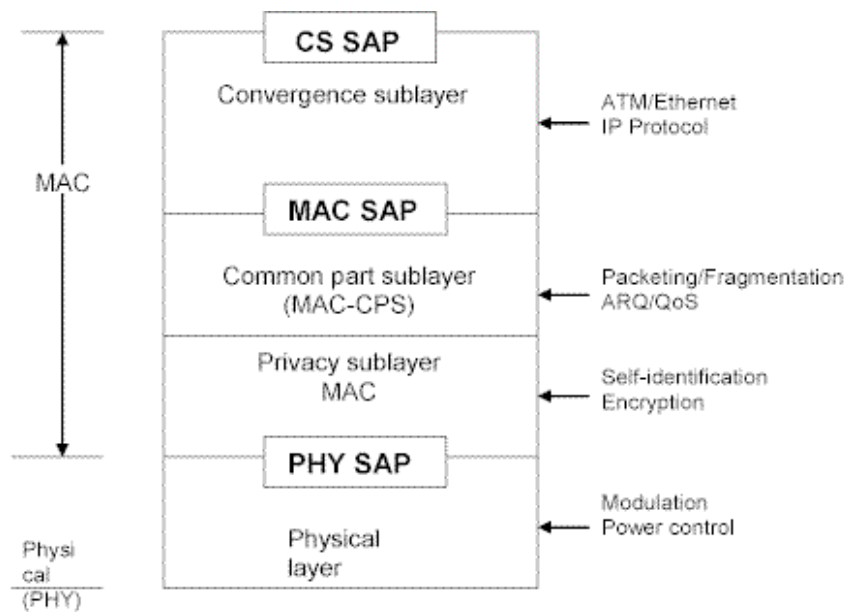 CS SAP
Convergence sublayer
ATM/Ethernet
IP Protocol
MAC
MAC SAP
Common part sublayer
(MAC-CPS)
Packeting/Fragmentation
ARQ/QoS
Privacy sublayer
MAC
Self-identification
Encryption
PHY SAP
Modulation
Power control
Physical
layer
Physi
cal
(PHY)